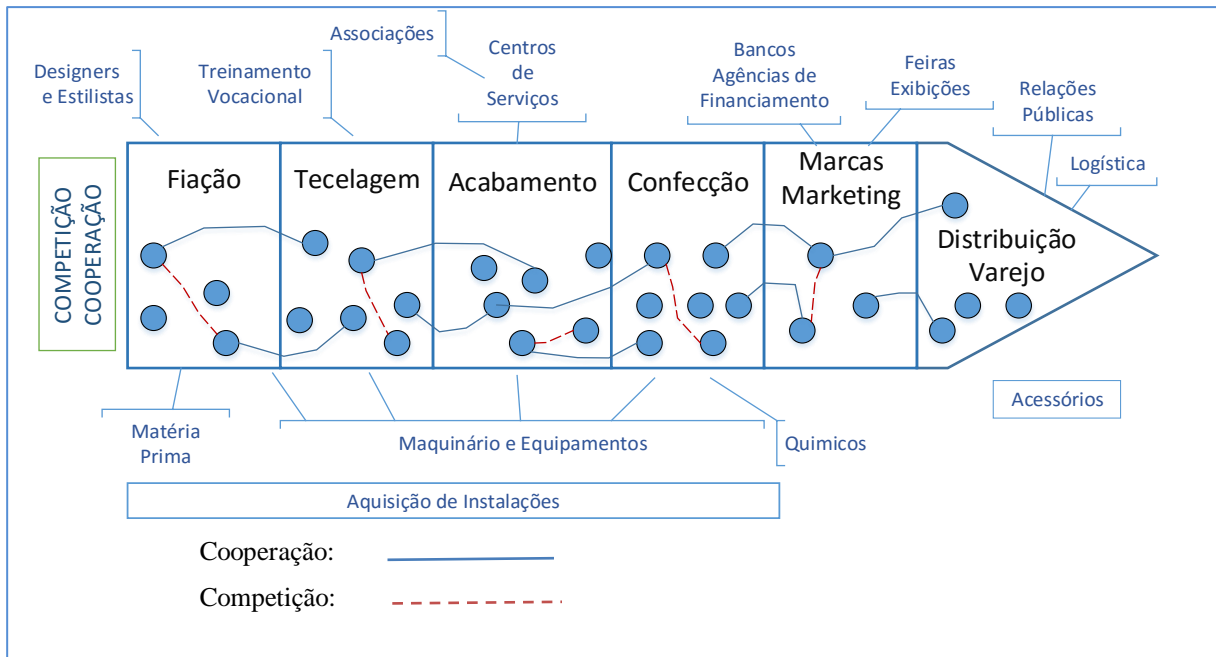 Associações
Designers
e Estilistas
Treinamento
Vocacional
Centros
de
Serviços
Bancos
Agências de
Financiamento
Feiras
Exibições
Relações
Públicas
Logística
COMPETIÇÃO
COOPERAÇÃO
Fiação
Tecelagem
Acabamento
Confecção
Marcas
Marketing
Distribuição
Varejo
Acessórios
Matéria
Prima
Maquinário e Equipamentos
Quimicos
Aquisição de Instalações
Cooperação:
Competição: